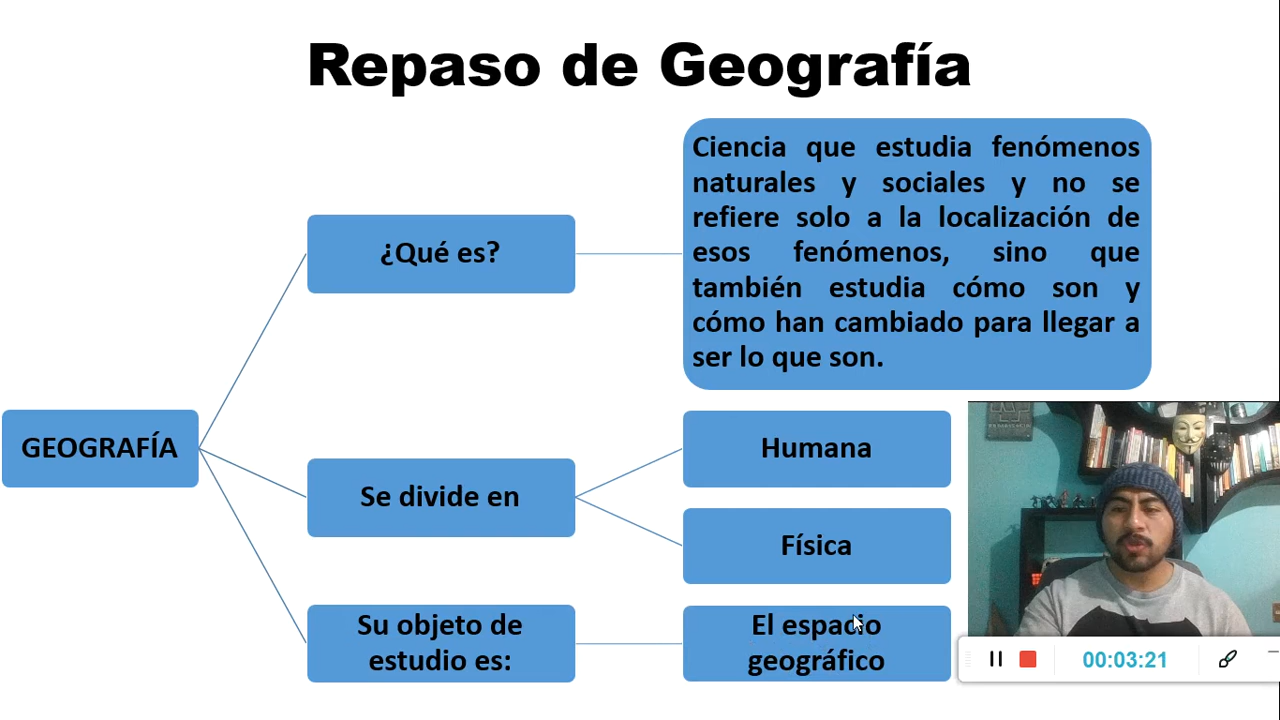 Repaso de Geografía
Ciencia que estudia fenómenos
naturales y sociales y no se
refiere solo a la localización de
esos fenómenos, sino que
también estudia cómo son y
cómo han cambiado para llegar a
ser lo que son.
¿Qué es?
GEOGRAFÍA
Se divide en
Humana
Física
Su objeto de
estudio es:
El espacio
geográfico
00:03:21